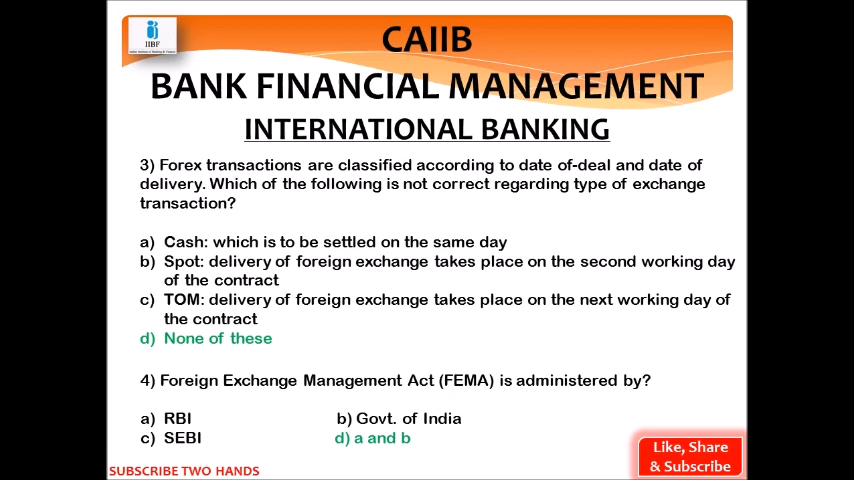 IIBF
CAIIB
BANK FINANCIAL MANAGEMENT
INTERNATIONAL BANKING
3) Forex transactions are classified according to date of-deal and date of
delivery. Which of the following is not correct regarding type of exchange
transaction?
a) Cash: which is to be settled on the same day
b) Spot: delivery of foreign exchange takes place on the second working day
of the contract
c) TOM: delivery of foreign exchange takes place on the next working day of
the contract
d) None of these
4) Foreign Exchange Management Act (FEMA) is administered by?
a) RBI b) Govt. of India
c) SEBI d) a and b
Like, Share
& Subscribe
SUBSCRIBE TWO HANDS